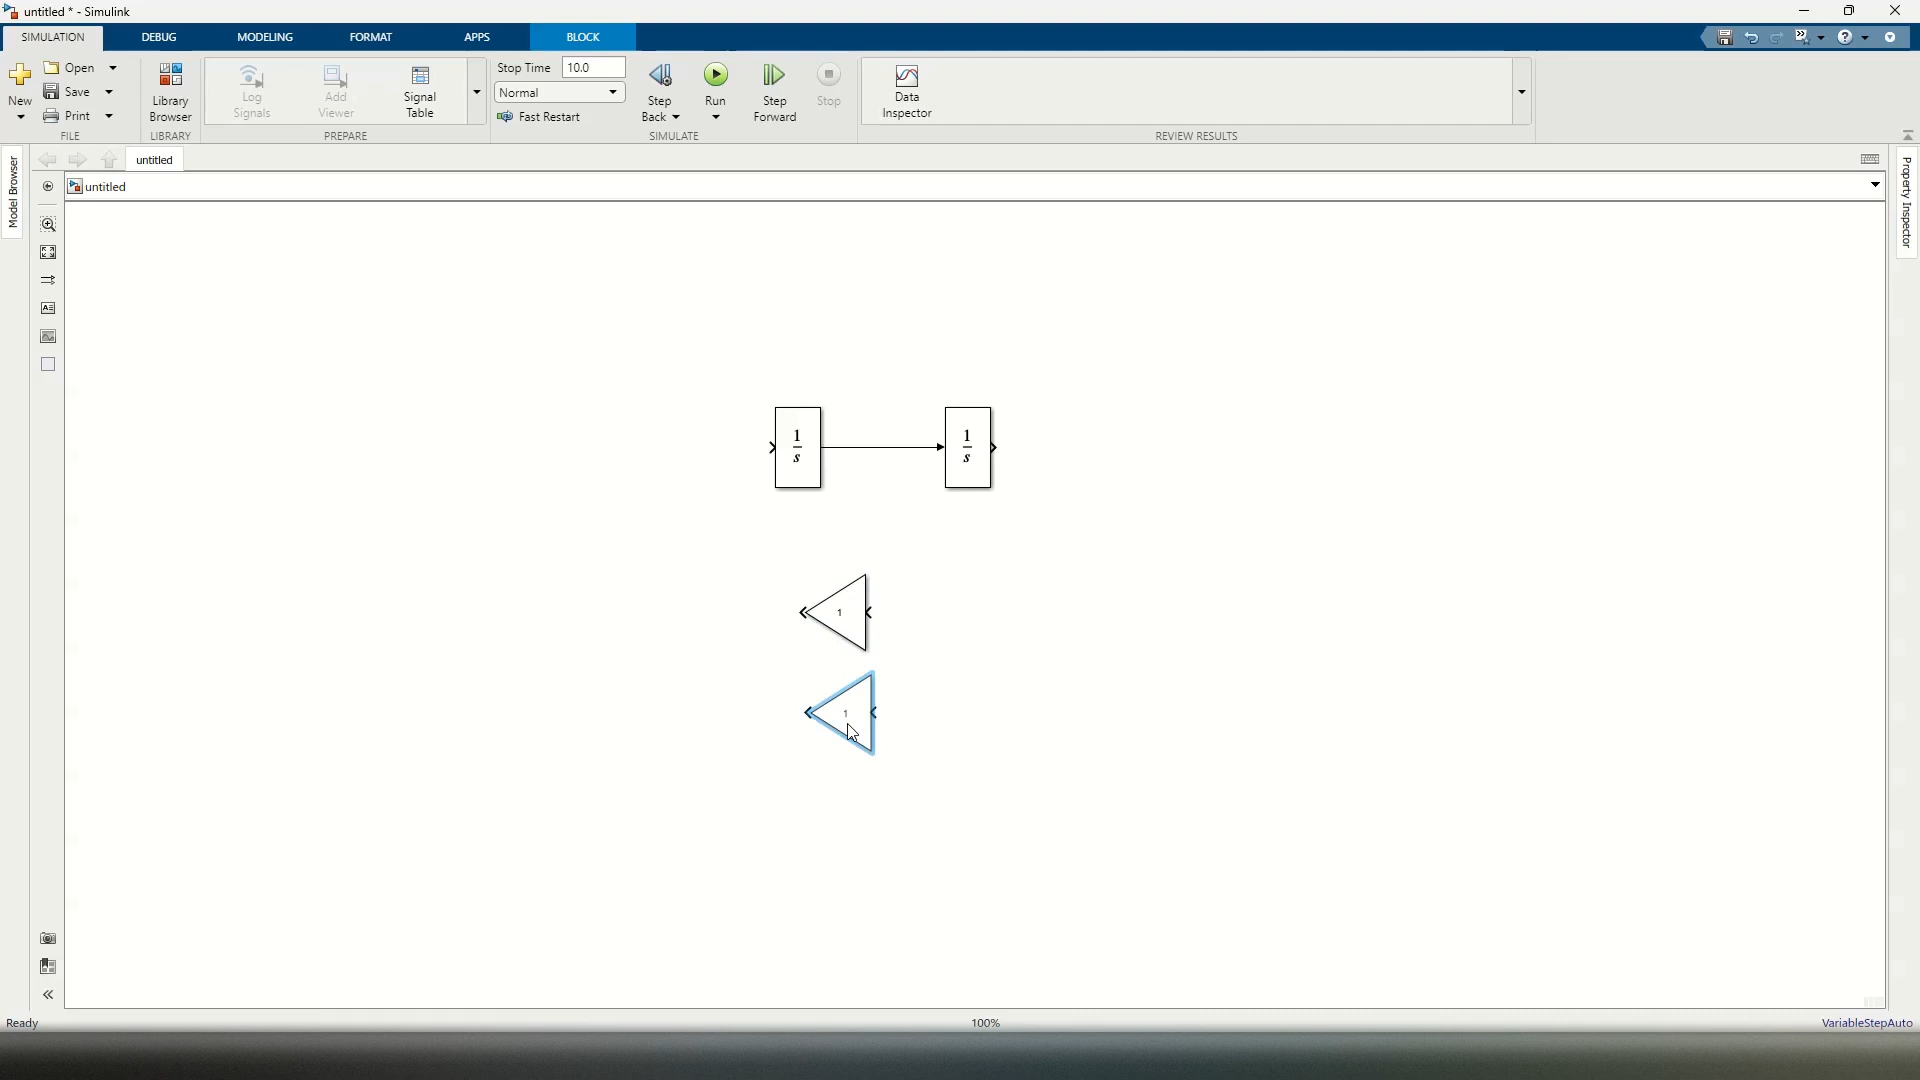 untitled * - Simulink
SIMULATION DEBUG MODELING FORMAT APPS BLOCK
New
Open
Save
Print
FILE
Library
Browser
LIBRARY
Log
Signals
Add
Viewer
Signal
Table
PREPARE
Stop Time 10.0
Normal
Fast Restart
Step
Back
Run
Step
Forward
Stop
SIMULATE
Data
Inspector
REVIEW RESULTS
Model Browser
untitled
untitled
Property Inspector
1
s
1
s
1
1
Ready
100%
VariableStepAuto